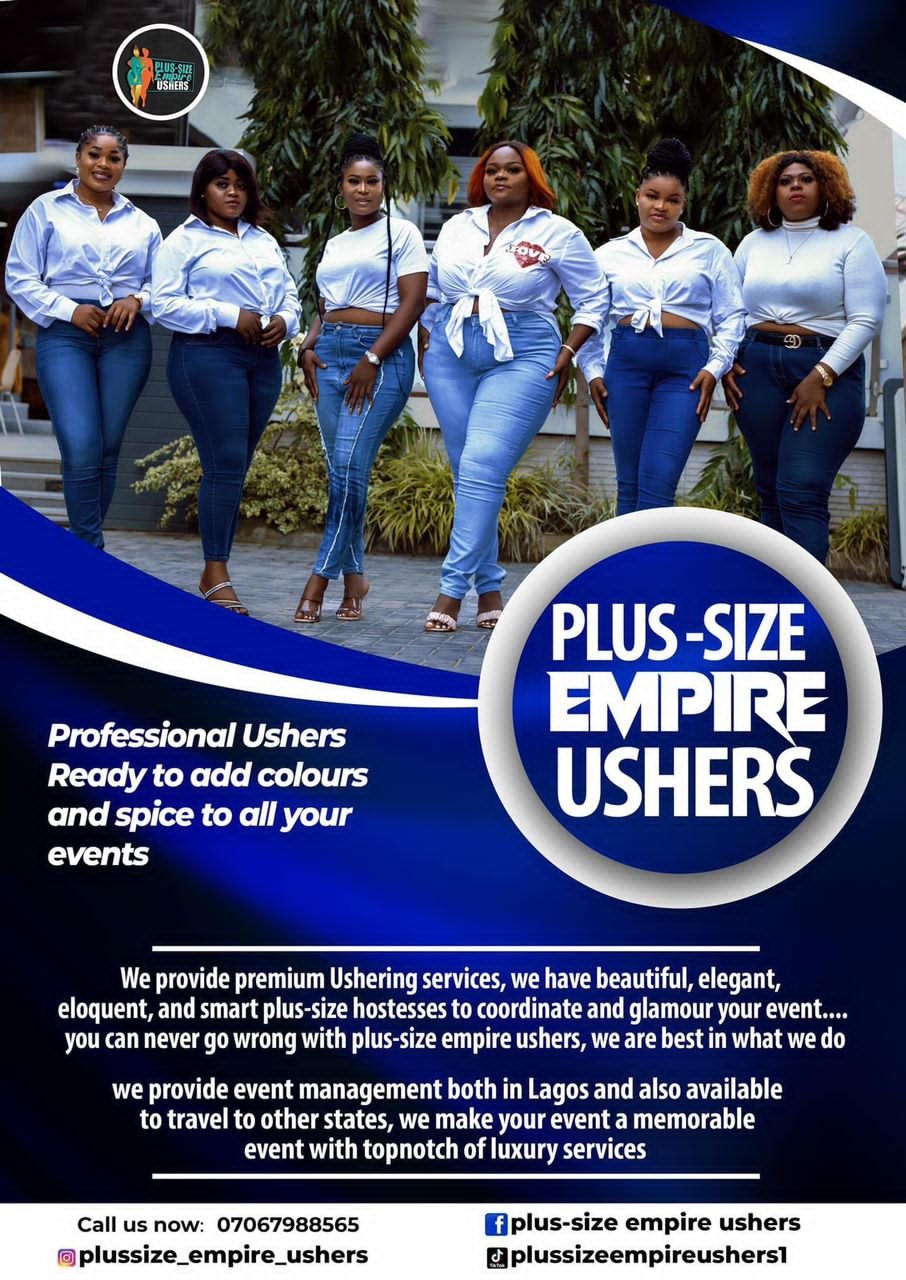 PLUS-SIZE
Empire
USHERS
LOVE
PLUS-SIZE
EMPIRE
USHERS
Professional Ushers
Ready to add colours
and spice to all your
events
We provide premium Ushering services, we have beautiful, elegant,
eloquent, and smart plus-size hostesses to coordinate and glamour your event....
you can never go wrong with plus-size empire ushers, we are best in what we do
we provide event management both in Lagos and also available
to travel to other states, we make your event a memorable
event with topnotch of luxury services
Call us now: 07067988565
plussize_empire_ushers
plus-size empire ushers
TikTok
plussizeempireushers1